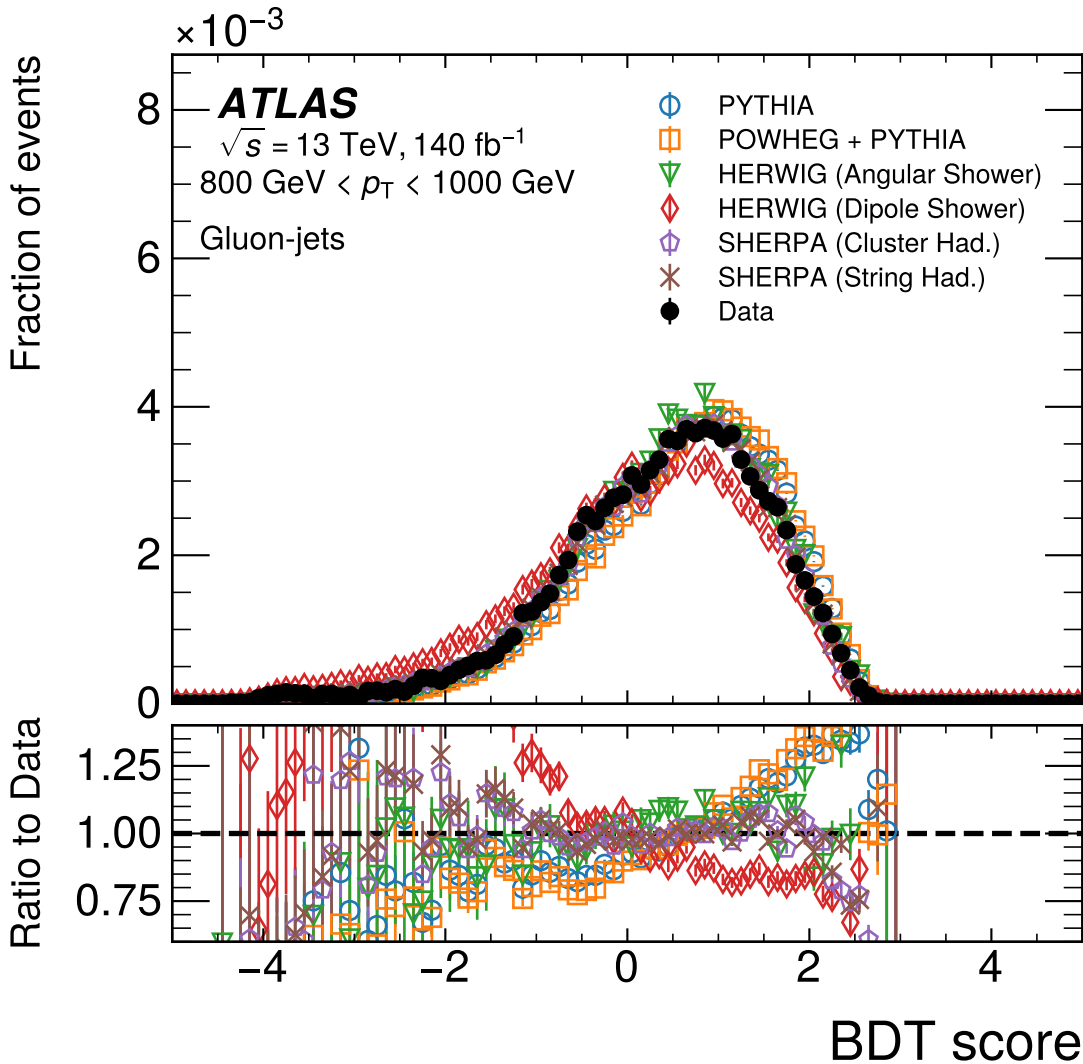 ×10⁻³
Fraction of events
8
6
4
2
0
ATLAS
√s = 13 TeV, 140 fb⁻¹
800 GeV < pT < 1000 GeV
Gluon-jets
PYTHIA
POWHEG + PYTHIA
HERWIG (Angular Shower)
HERWIG (Dipole Shower)
SHERPA (Cluster Had.)
SHERPA (String Had.)
Data
Ratio to Data
1.25
1.00
0.75
−4 −2 0 2 4
BDT score